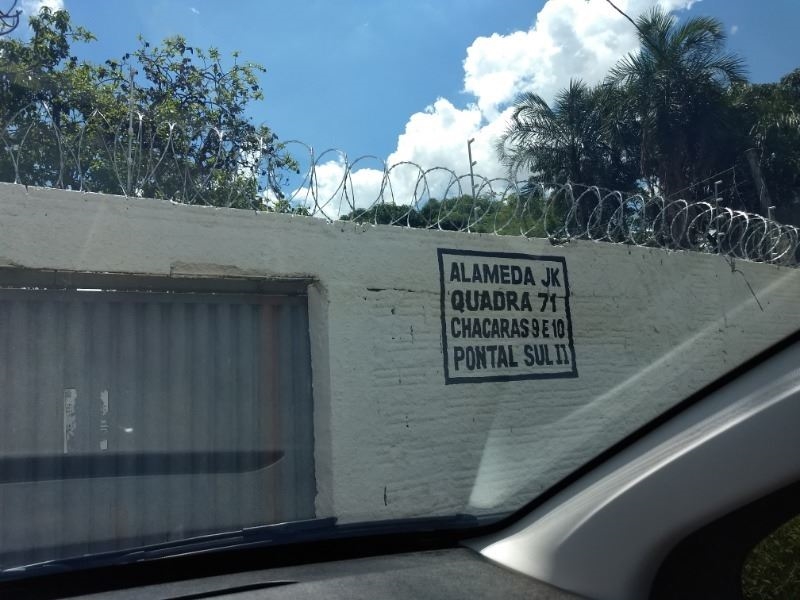 ALAMEDA JK
QUADRA 71
CHACARAS 9 E 10
PONTAL SUL II